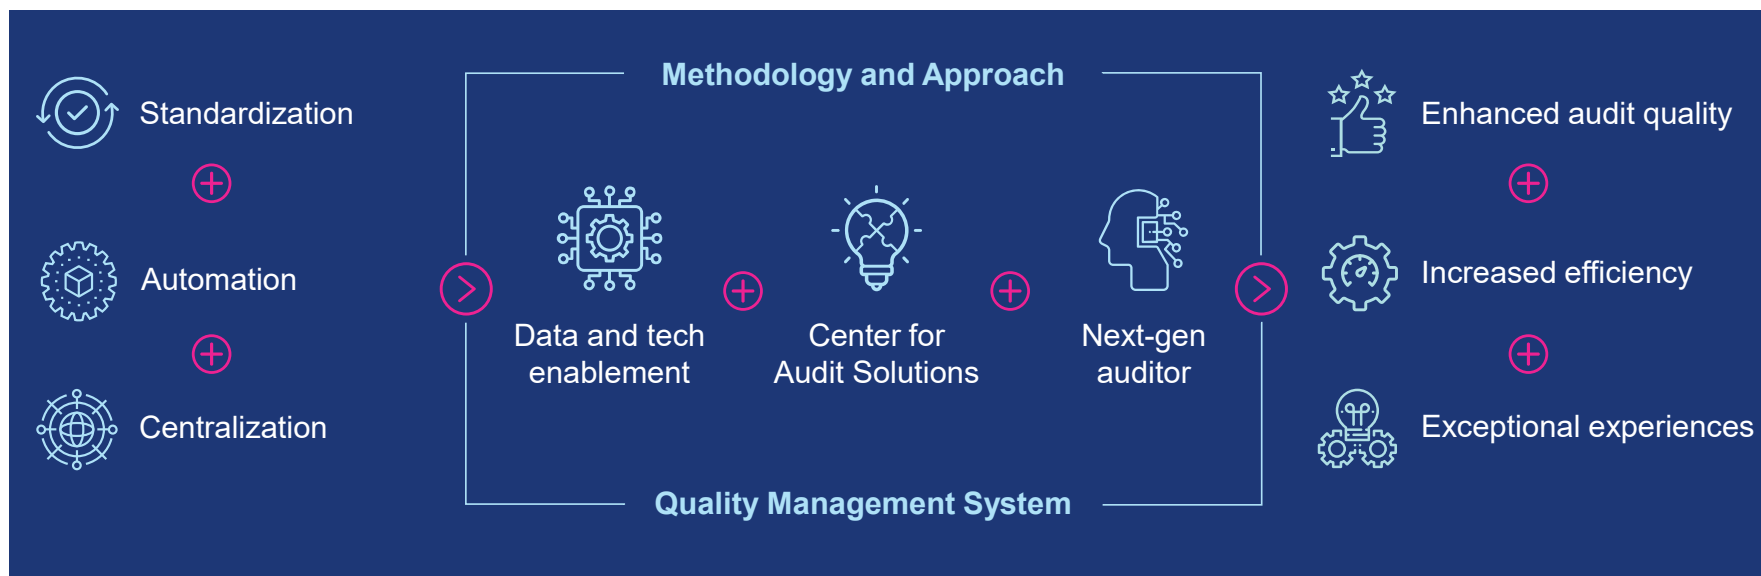 Standardization
Automation
Centralization
Methodology and Approach
Data and tech
enablement
Center for
Audit Solutions
Next-gen
auditor
Quality Management System
Enhanced audit quality
Increased efficiency
Exceptional experiences